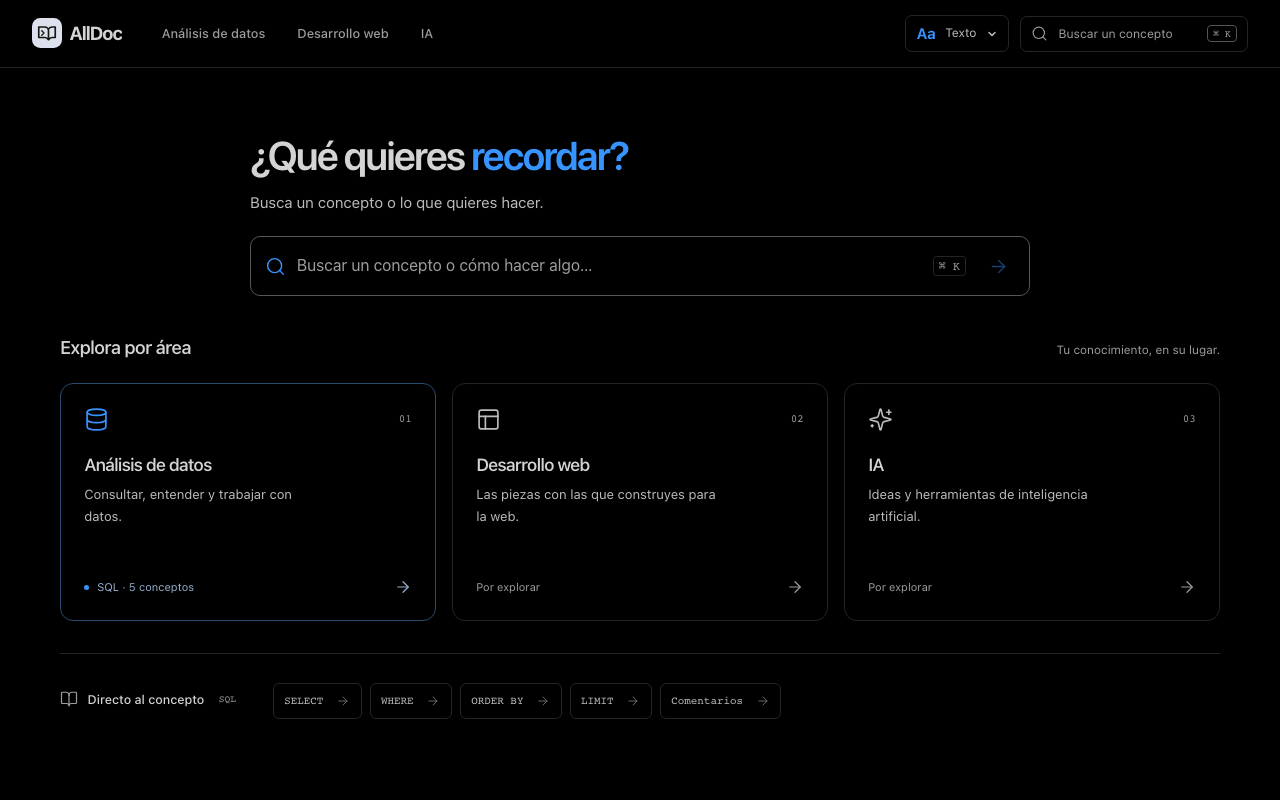 AllDoc
Análisis de datos
Desarrollo web
IA
Aa Texto
Buscar un concepto ⌘ K
¿Qué quieres recordar?
Busca un concepto o lo que quieres hacer.
Buscar un concepto o cómo hacer algo... ⌘ K
Explora por área
Tu conocimiento, en su lugar.
01
Análisis de datos
Consultar, entender y trabajar con
datos.
SQL · 5 conceptos
02
Desarrollo web
Las piezas con las que construyes para
la web.
Por explorar
03
IA
Ideas y herramientas de inteligencia
artificial.
Por explorar
Directo al concepto SQL
SELECT
WHERE
ORDER BY
LIMIT
Comentarios